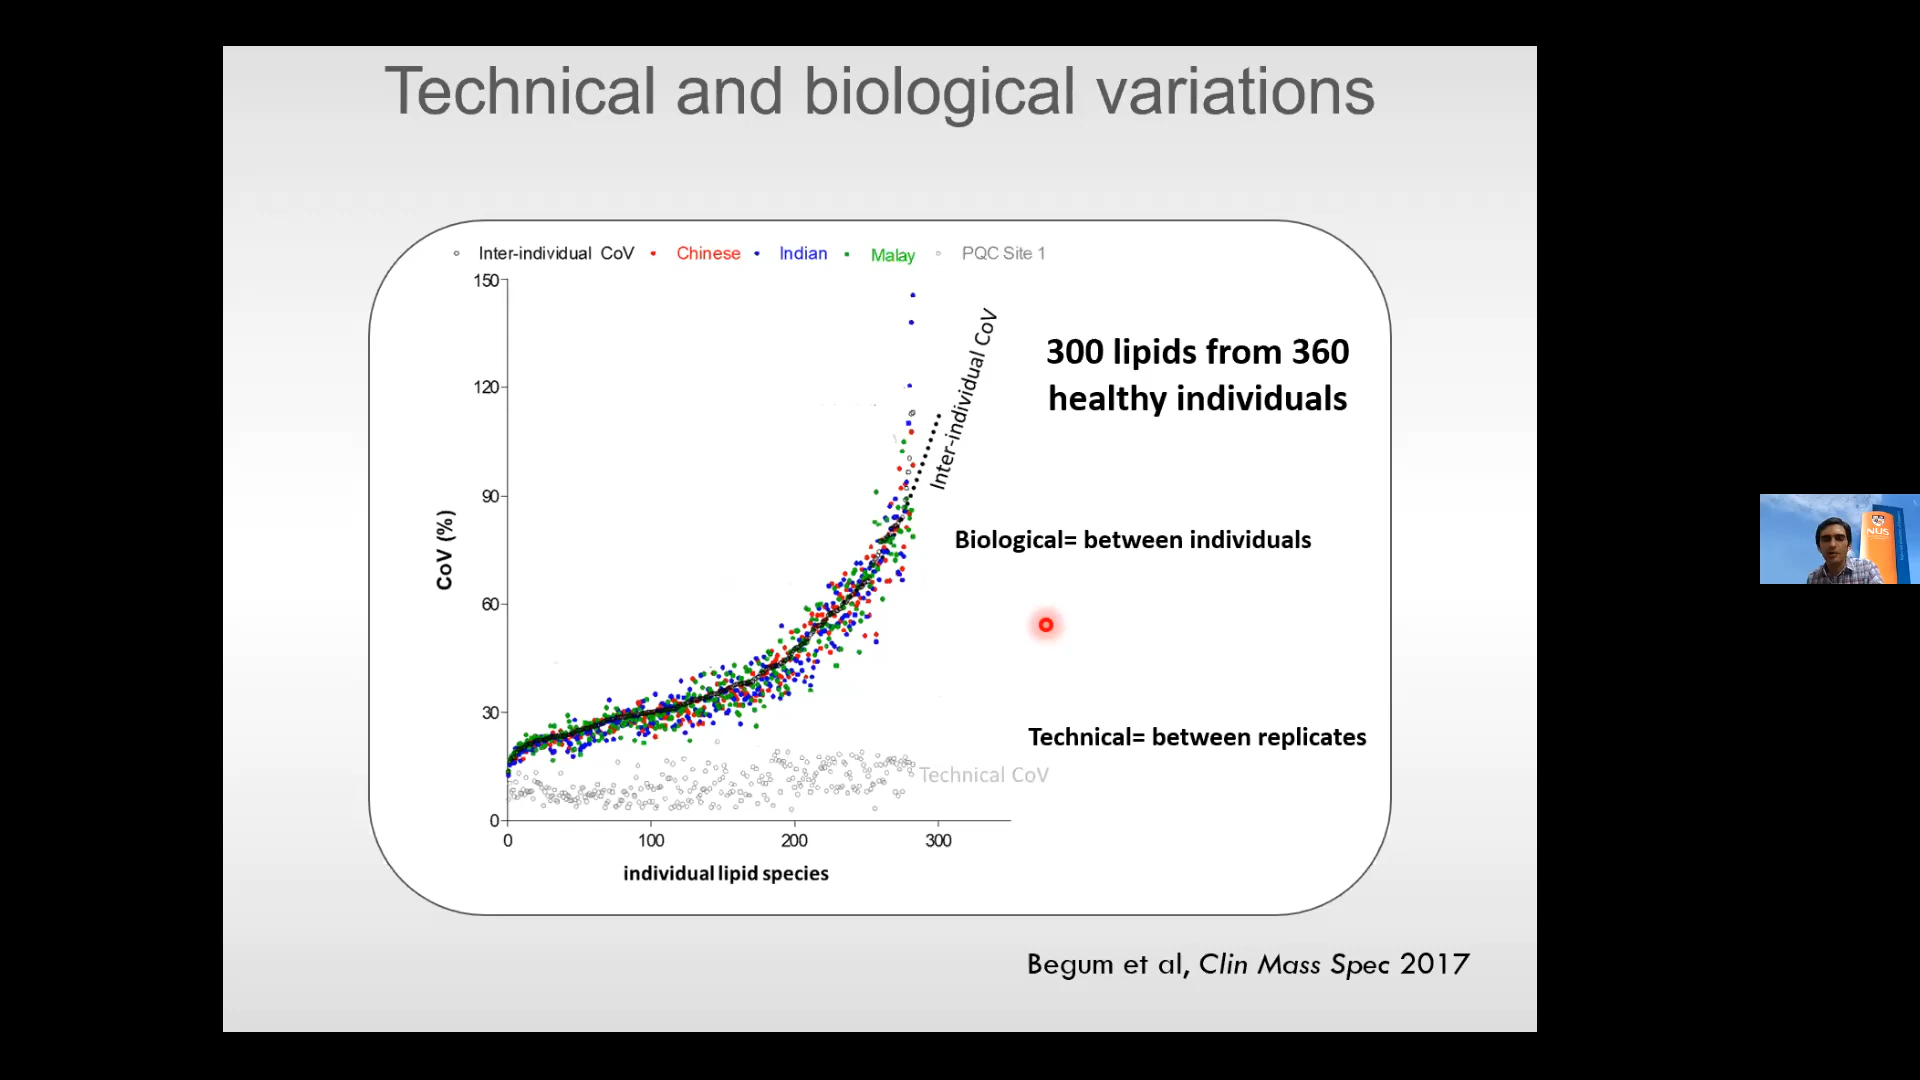 Technical and biological variations
Inter-individual CoV Chinese Indian Malay PQC Site 1
150
120
90
60
30
0
CoV (%)
0 100 200 300
individual lipid species
Inter-individual CoV
300 lipids from 360
healthy individuals
Biological= between individuals
Technical= between replicates
Technical CoV
Begum et al, Clin Mass Spec 2017
NUS